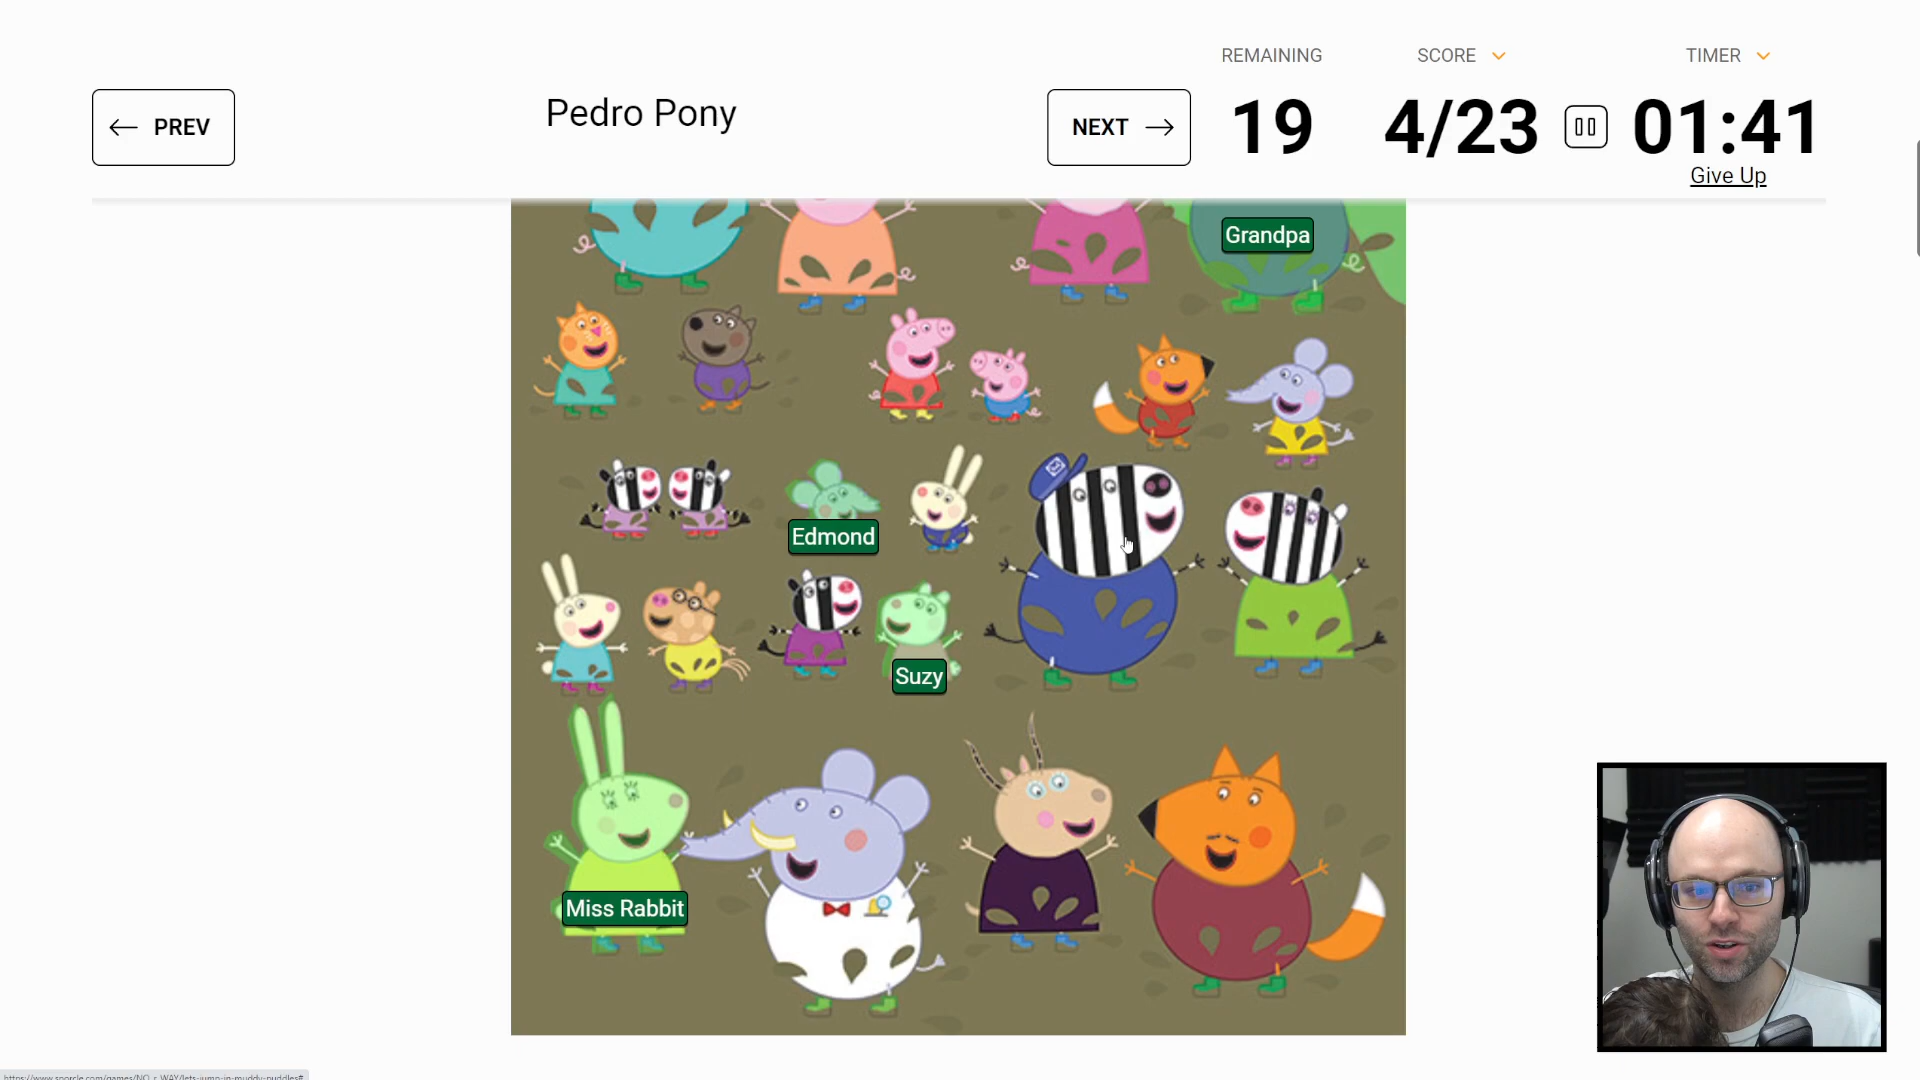 REMAINING
SCORE
TIMER
PREV
Pedro Pony
NEXT
19
4/23
01:41
Give Up
Grandpa
Edmond
Suzy
Miss Rabbit